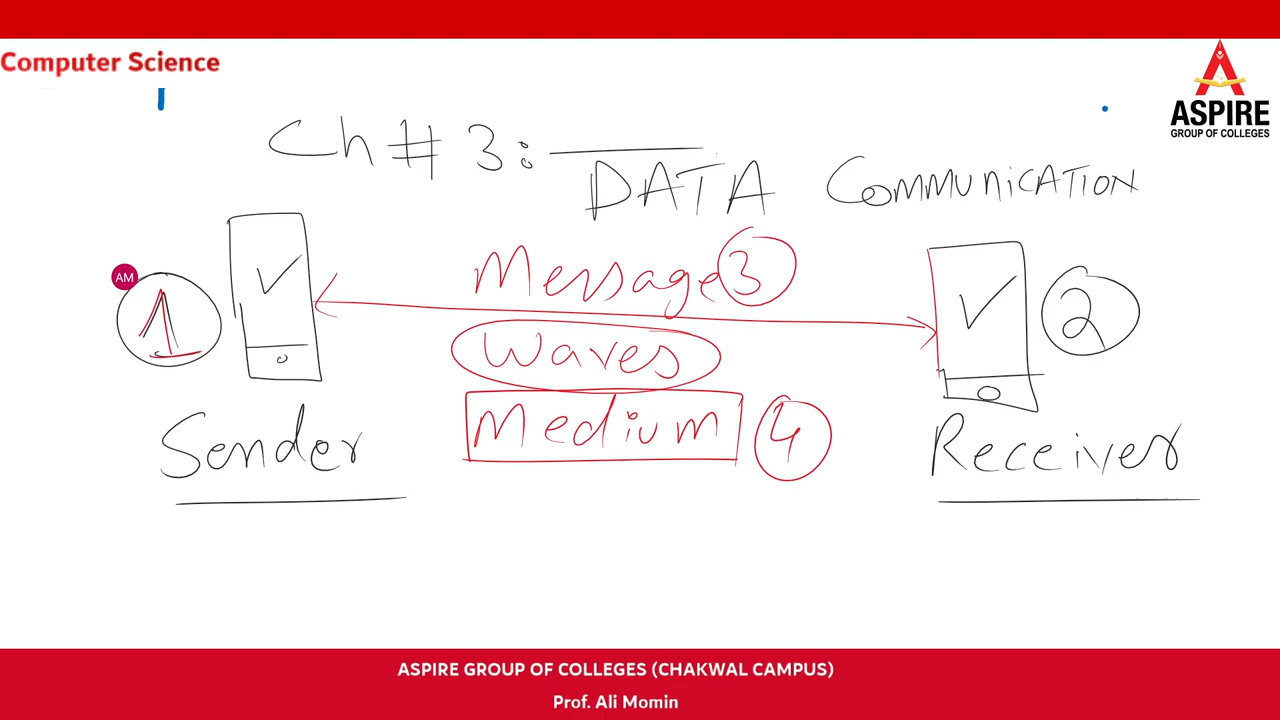 Computer Science
ASPIRE
GROUP OF COLLEGES
Ch # 3:
DATA COMMUNICATION
Message 3
AM
1
2
Waves
Medium 4
Sender
Receiver
ASPIRE GROUP OF COLLEGES (CHAKWAL CAMPUS)
Prof. Ali Momin